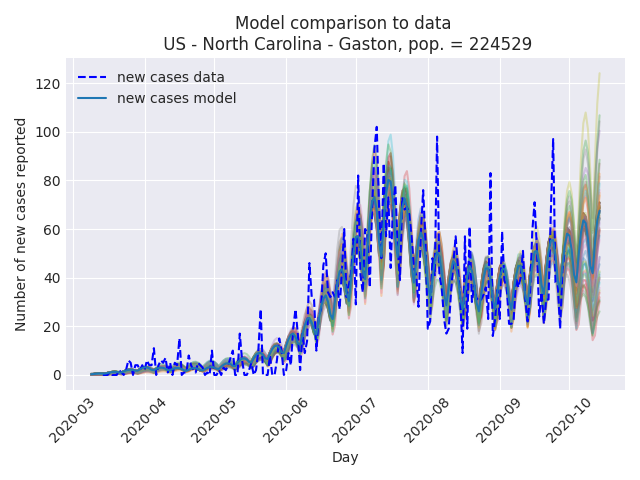 Model comparison to data
US - North Carolina - Gaston, pop. = 224529
new cases data
new cases model
Number of new cases reported
120
100
80
60
40
20
0
2020-03
2020-04
2020-05
2020-06
2020-07
2020-08
2020-09
2020-10
Day